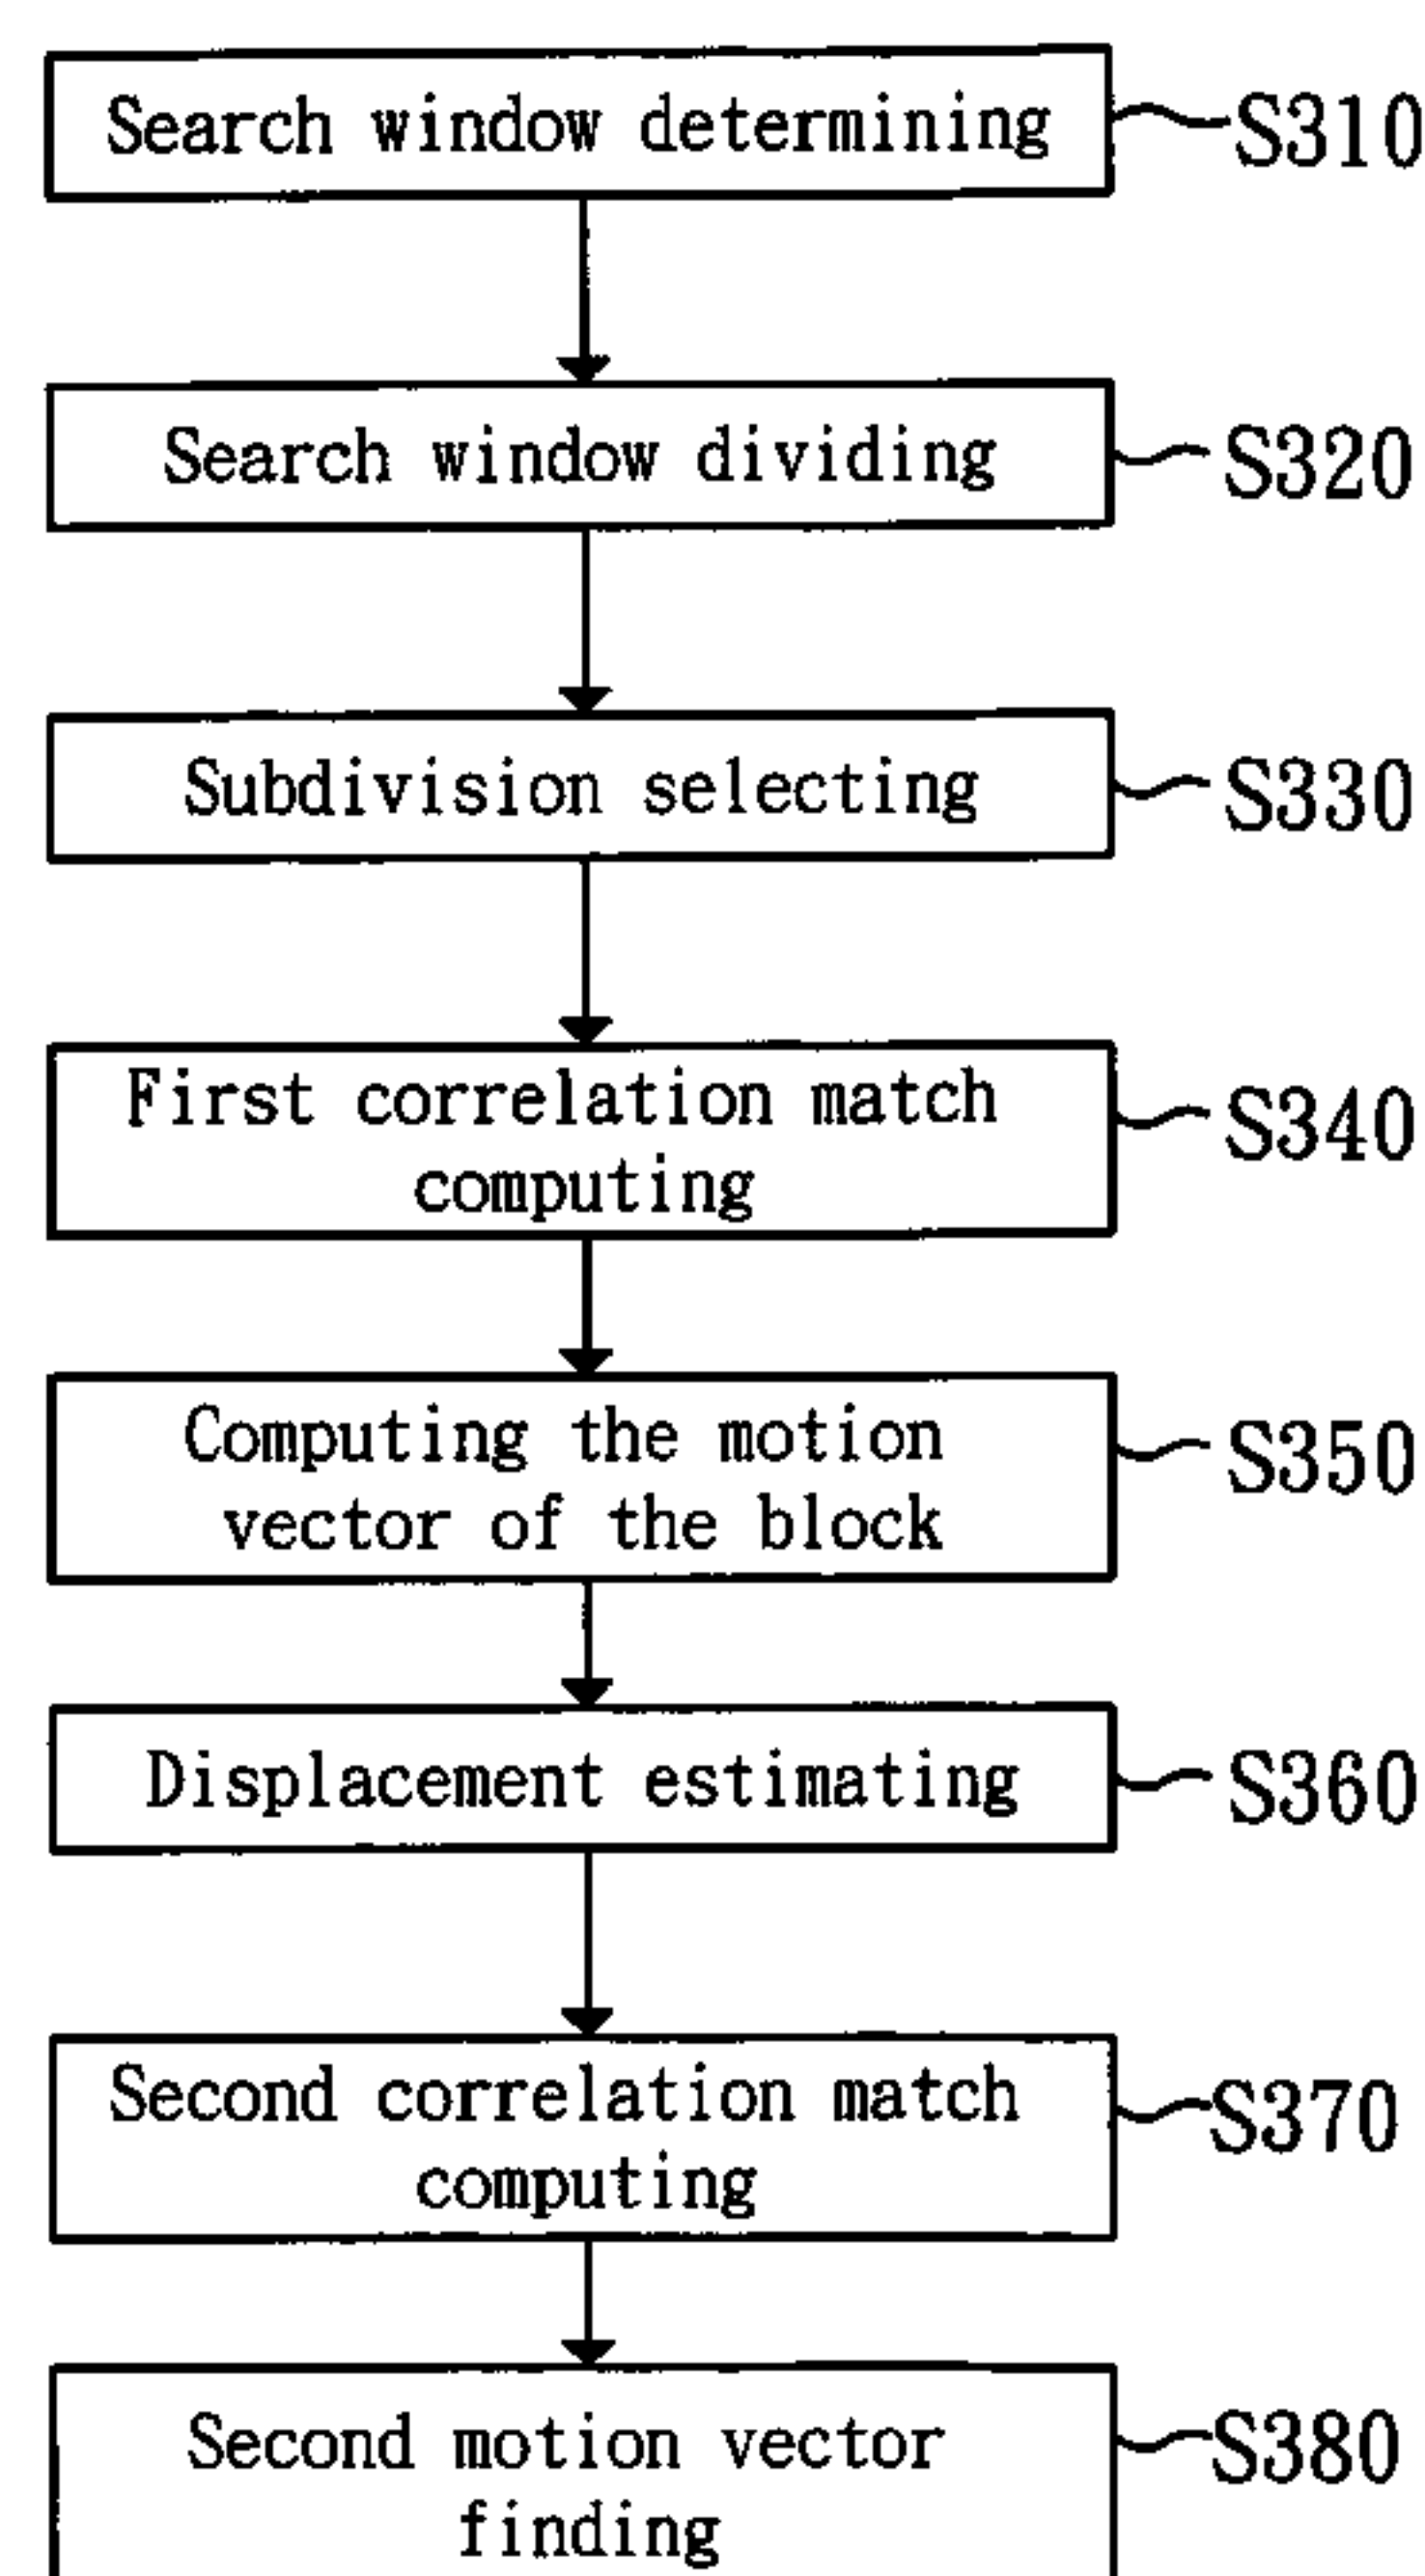 Search window determining S310
Search window dividing S320
Subdivision selecting S330
First correlation match S340
computing
Computing the motion S350
vector of the block
Displacement estimating S360
Second correlation match S370
computing
Second motion vector S380
finding